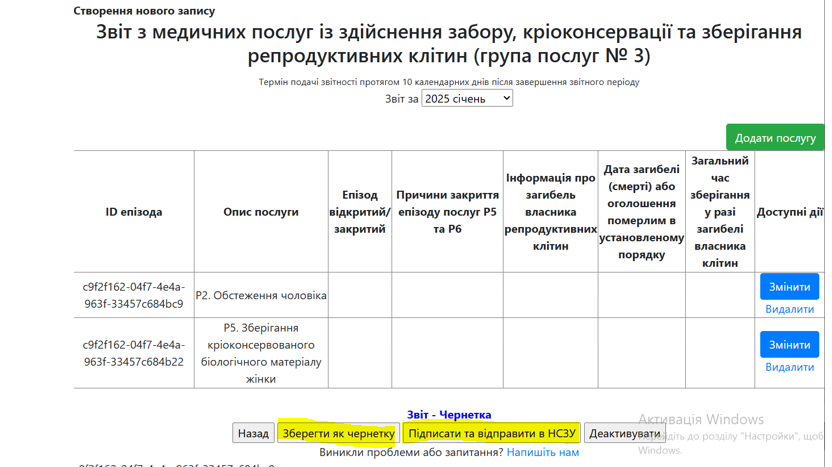 Створення нового запису
Звіт з медичних послуг із здійснення забору, кріоконсервації та зберігання
репродуктивних клітин (група послуг № 3)
Термін подачі звітності протягом 10 календарних днів після завершення звітного періоду
Звіт за 2025 січень
Додати послугу
ID епізода
Опис послуги
Епізод
відкритий/
закритий
Причини закриття
епізоду послуг P5
та P6
Інформація про
загибель
власника
репродуктивних
клітин
Дата загибелі
(смерті) або
оголошення
померлим в
установленому
порядку
Загальний
час
зберігання
у разі
загибелі
власника
клітин
Доступні дії
c9f2f162-04f7-4e4a-
963f-33457c684bc9
P2. Обстеження чоловіка
Змінити
Видалити
c9f2f162-04f7-4e4a-
963f-33457c684b22
P5. Зберігання
кріоконсервованого
біологічного матеріалу
жінки
Змінити
Видалити
Звіт - Чернетка
Назад Зберегти як чернетку Підписати та відправити в НСЗУ Деактивувати
Виникли проблеми або запитання? Напишіть нам
Активація Windows
до розділу "Настройки", щоб
Windows.